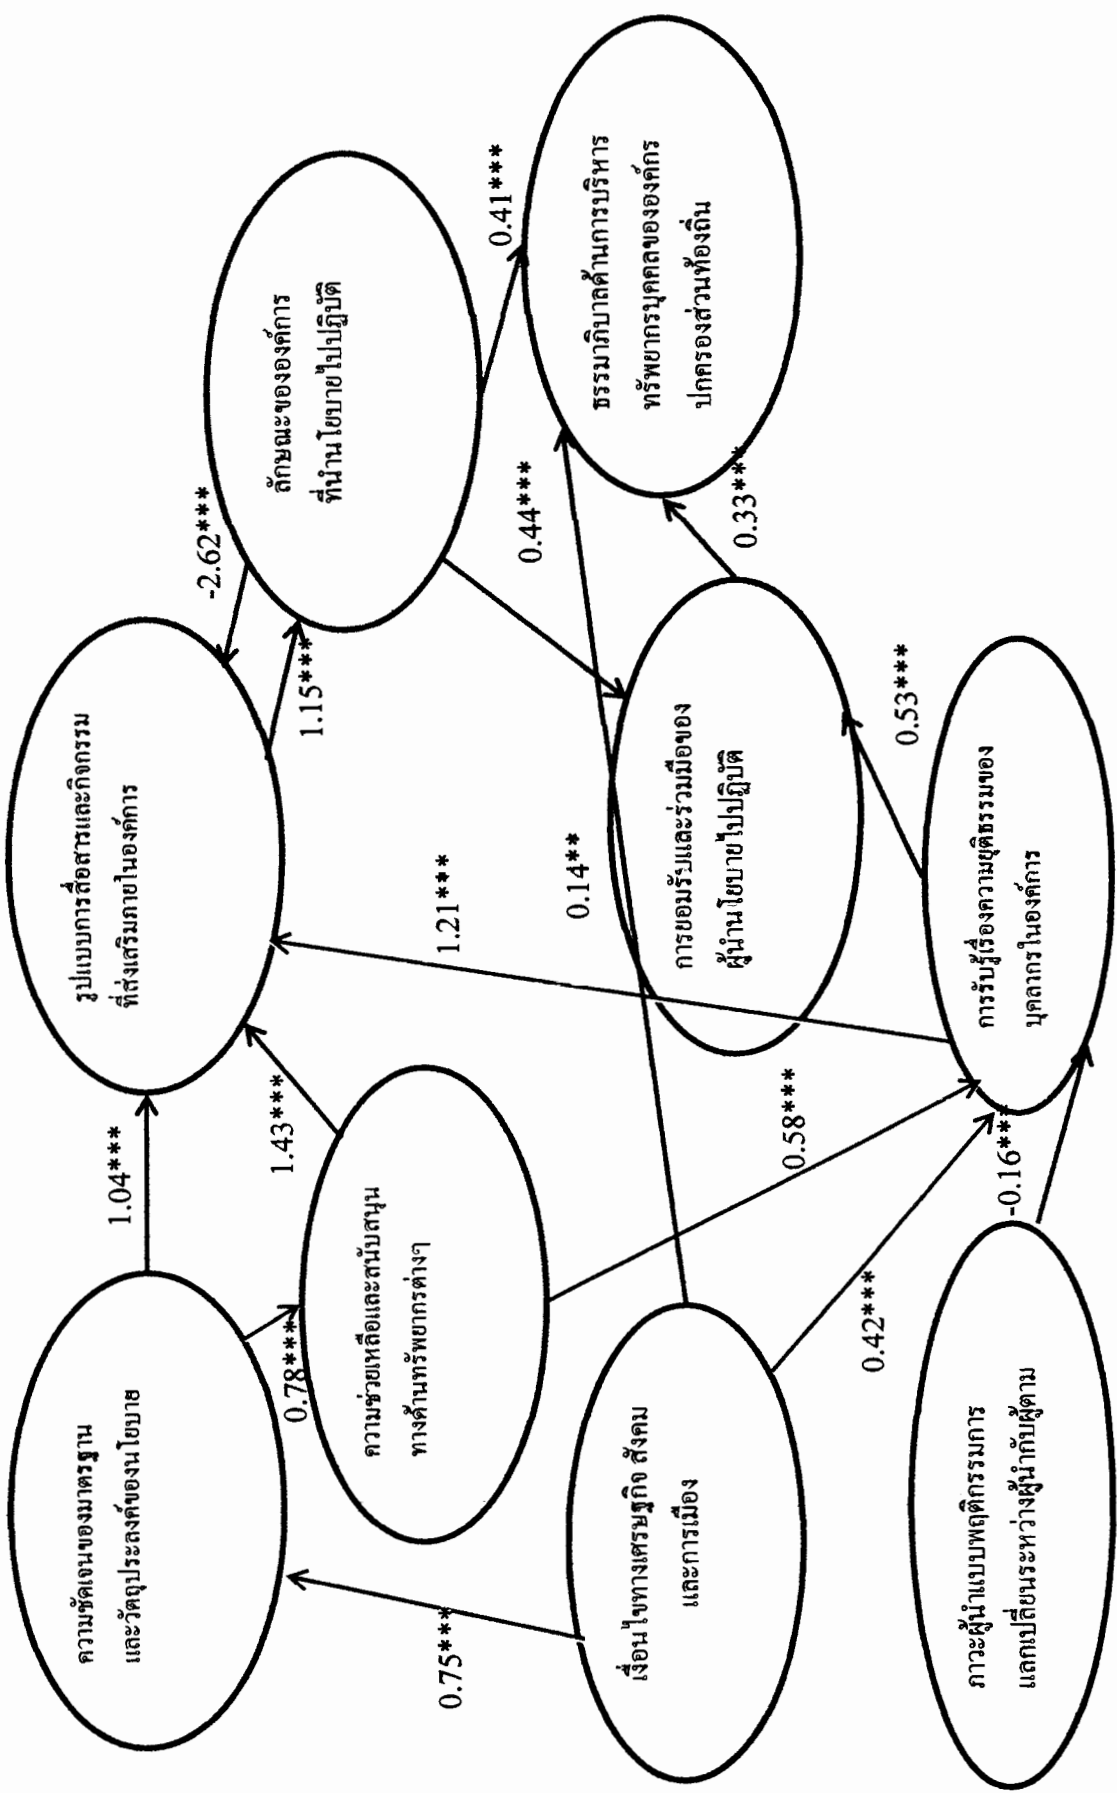 ความชัดเจนของมาตรฐาน
และวัตถุประสงค์ของนโยบาย
1.04***
รูปแบบการสื่อสารและกิจกรรม
ที่ส่งเสริมภายในองค์การ
-2.62***
1.15***
ลักษณะขององค์การ
ที่นำนโยบายไปปฏิบัติ
0.78***
1.43***
ความช่วยเหลือและสนับสนุน
ทางด้านทรัพยากรต่างๆ
1.21***
0.44***
0.41***
0.75***
0.14**
เงื่อนไขทางเศรษฐกิจ สังคม
และการเมือง
การยอมรับและร่วมมือของ
ผู้นำนโยบายไปปฏิบัติ
ธรรมาภิบาลด้านการบริหาร
ทรัพยากรบุคคลขององค์กร
ปกครองส่วนท้องถิ่น
0.33***
0.58***
0.42***
0.53***
-0.16***
ภาวะผู้นำแบบพฤติกรรมการ
แลกเปลี่ยนระหว่างผู้นำกับผู้ตาม
การรับรู้เรื่องความยุติธรรมของ
บุคลากรในองค์การ